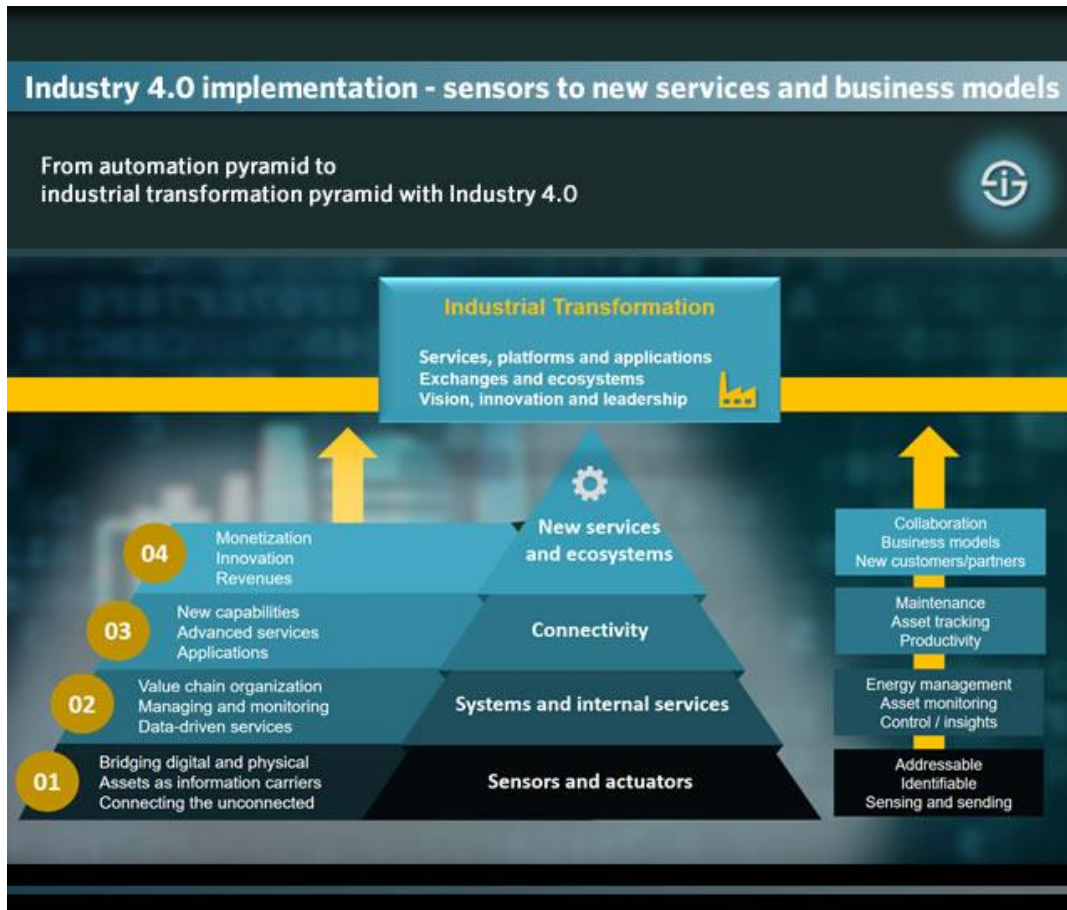 Industry 4.0 implementation - sensors to new services and business models
From automation pyramid to
industrial transformation pyramid with Industry 4.0
Industrial Transformation
Services, platforms and applications
Exchanges and ecosystems
Vision, innovation and leadership
04
Monetization
Innovation
Revenues
New services
and ecosystems
Collaboration
Business models
New customers/partners
03
New capabilities
Advanced services
Applications
Connectivity
Maintenance
Asset tracking
Productivity
02
Value chain organization
Managing and monitoring
Data-driven services
Systems and internal services
Energy management
Asset monitoring
Control / insights
01
Bridging digital and physical
Assets as information carriers
Connecting the unconnected
Sensors and actuators
Addressable
Identifiable
Sensing and sending